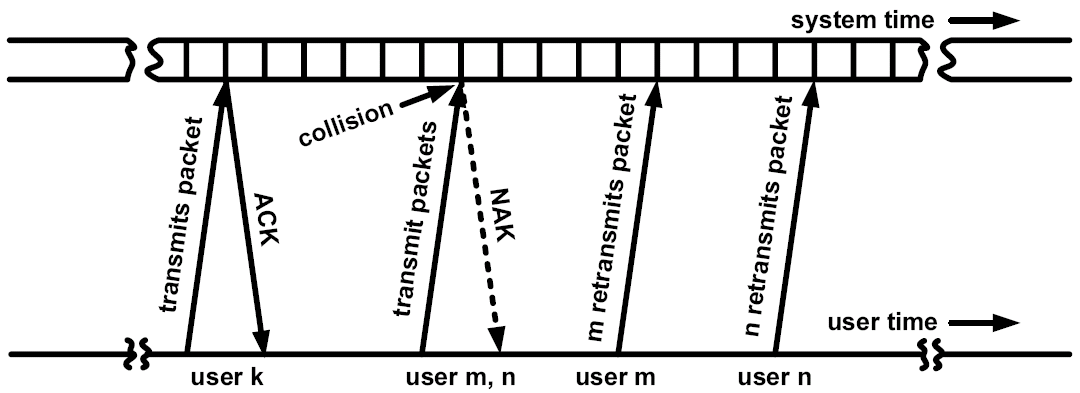 system time
collision
transmits packet
ACK
transmit packets
NAK
m retransmits packet
n retransmits packet
user time
user k
user m, n
user m
user n